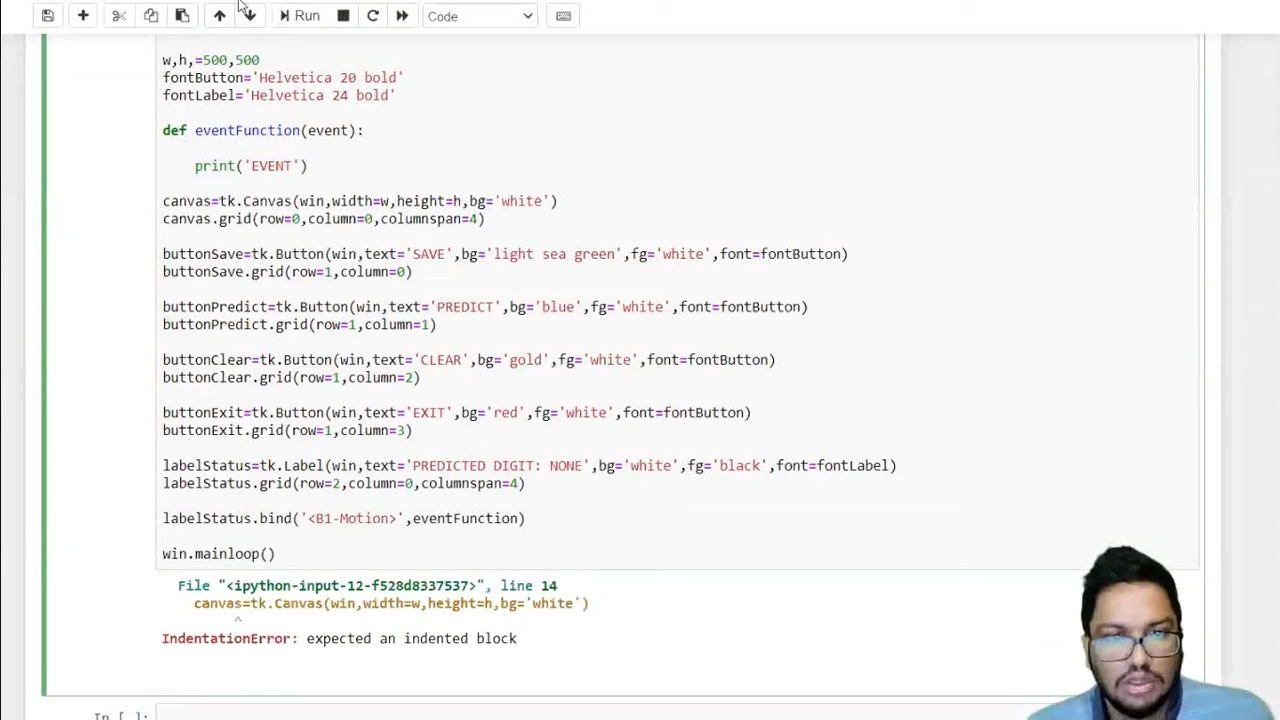 Run
Code
w,h,=500,500
fontButton='Helvetica 20 bold'
fontLabel='Helvetica 24 bold'
def eventFunction(event):
print('EVENT')
canvas=tk.Canvas(win,width=w,height=h,bg='white')
canvas.grid(row=0,column=0,columnspan=4)
buttonSave=tk.Button(win,text='SAVE',bg='light sea green',fg='white',font=fontButton)
buttonSave.grid(row=1,column=0)
buttonPredict=tk.Button(win,text='PREDICT',bg='blue',fg='white',font=fontButton)
buttonPredict.grid(row=1,column=1)
buttonClear=tk.Button(win,text='CLEAR',bg='gold',fg='white',font=fontButton)
buttonClear.grid(row=1,column=2)
buttonExit=tk.Button(win,text='EXIT',bg='red',fg='white',font=fontButton)
buttonExit.grid(row=1,column=3)
labelStatus=tk.Label(win,text='PREDICTED DIGIT: NONE',bg='white',fg='black',font=fontLabel)
labelStatus.grid(row=2,column=0,columnspan=4)
labelStatus.bind('<B1-Motion>',eventFunction)
win.mainloop()
File "<ipython-input-12-f528d8337537>", line 14
canvas=tk.Canvas(win,width=w,height=h,bg='white')
^
IndentationError: expected an indented block
In [ ]: